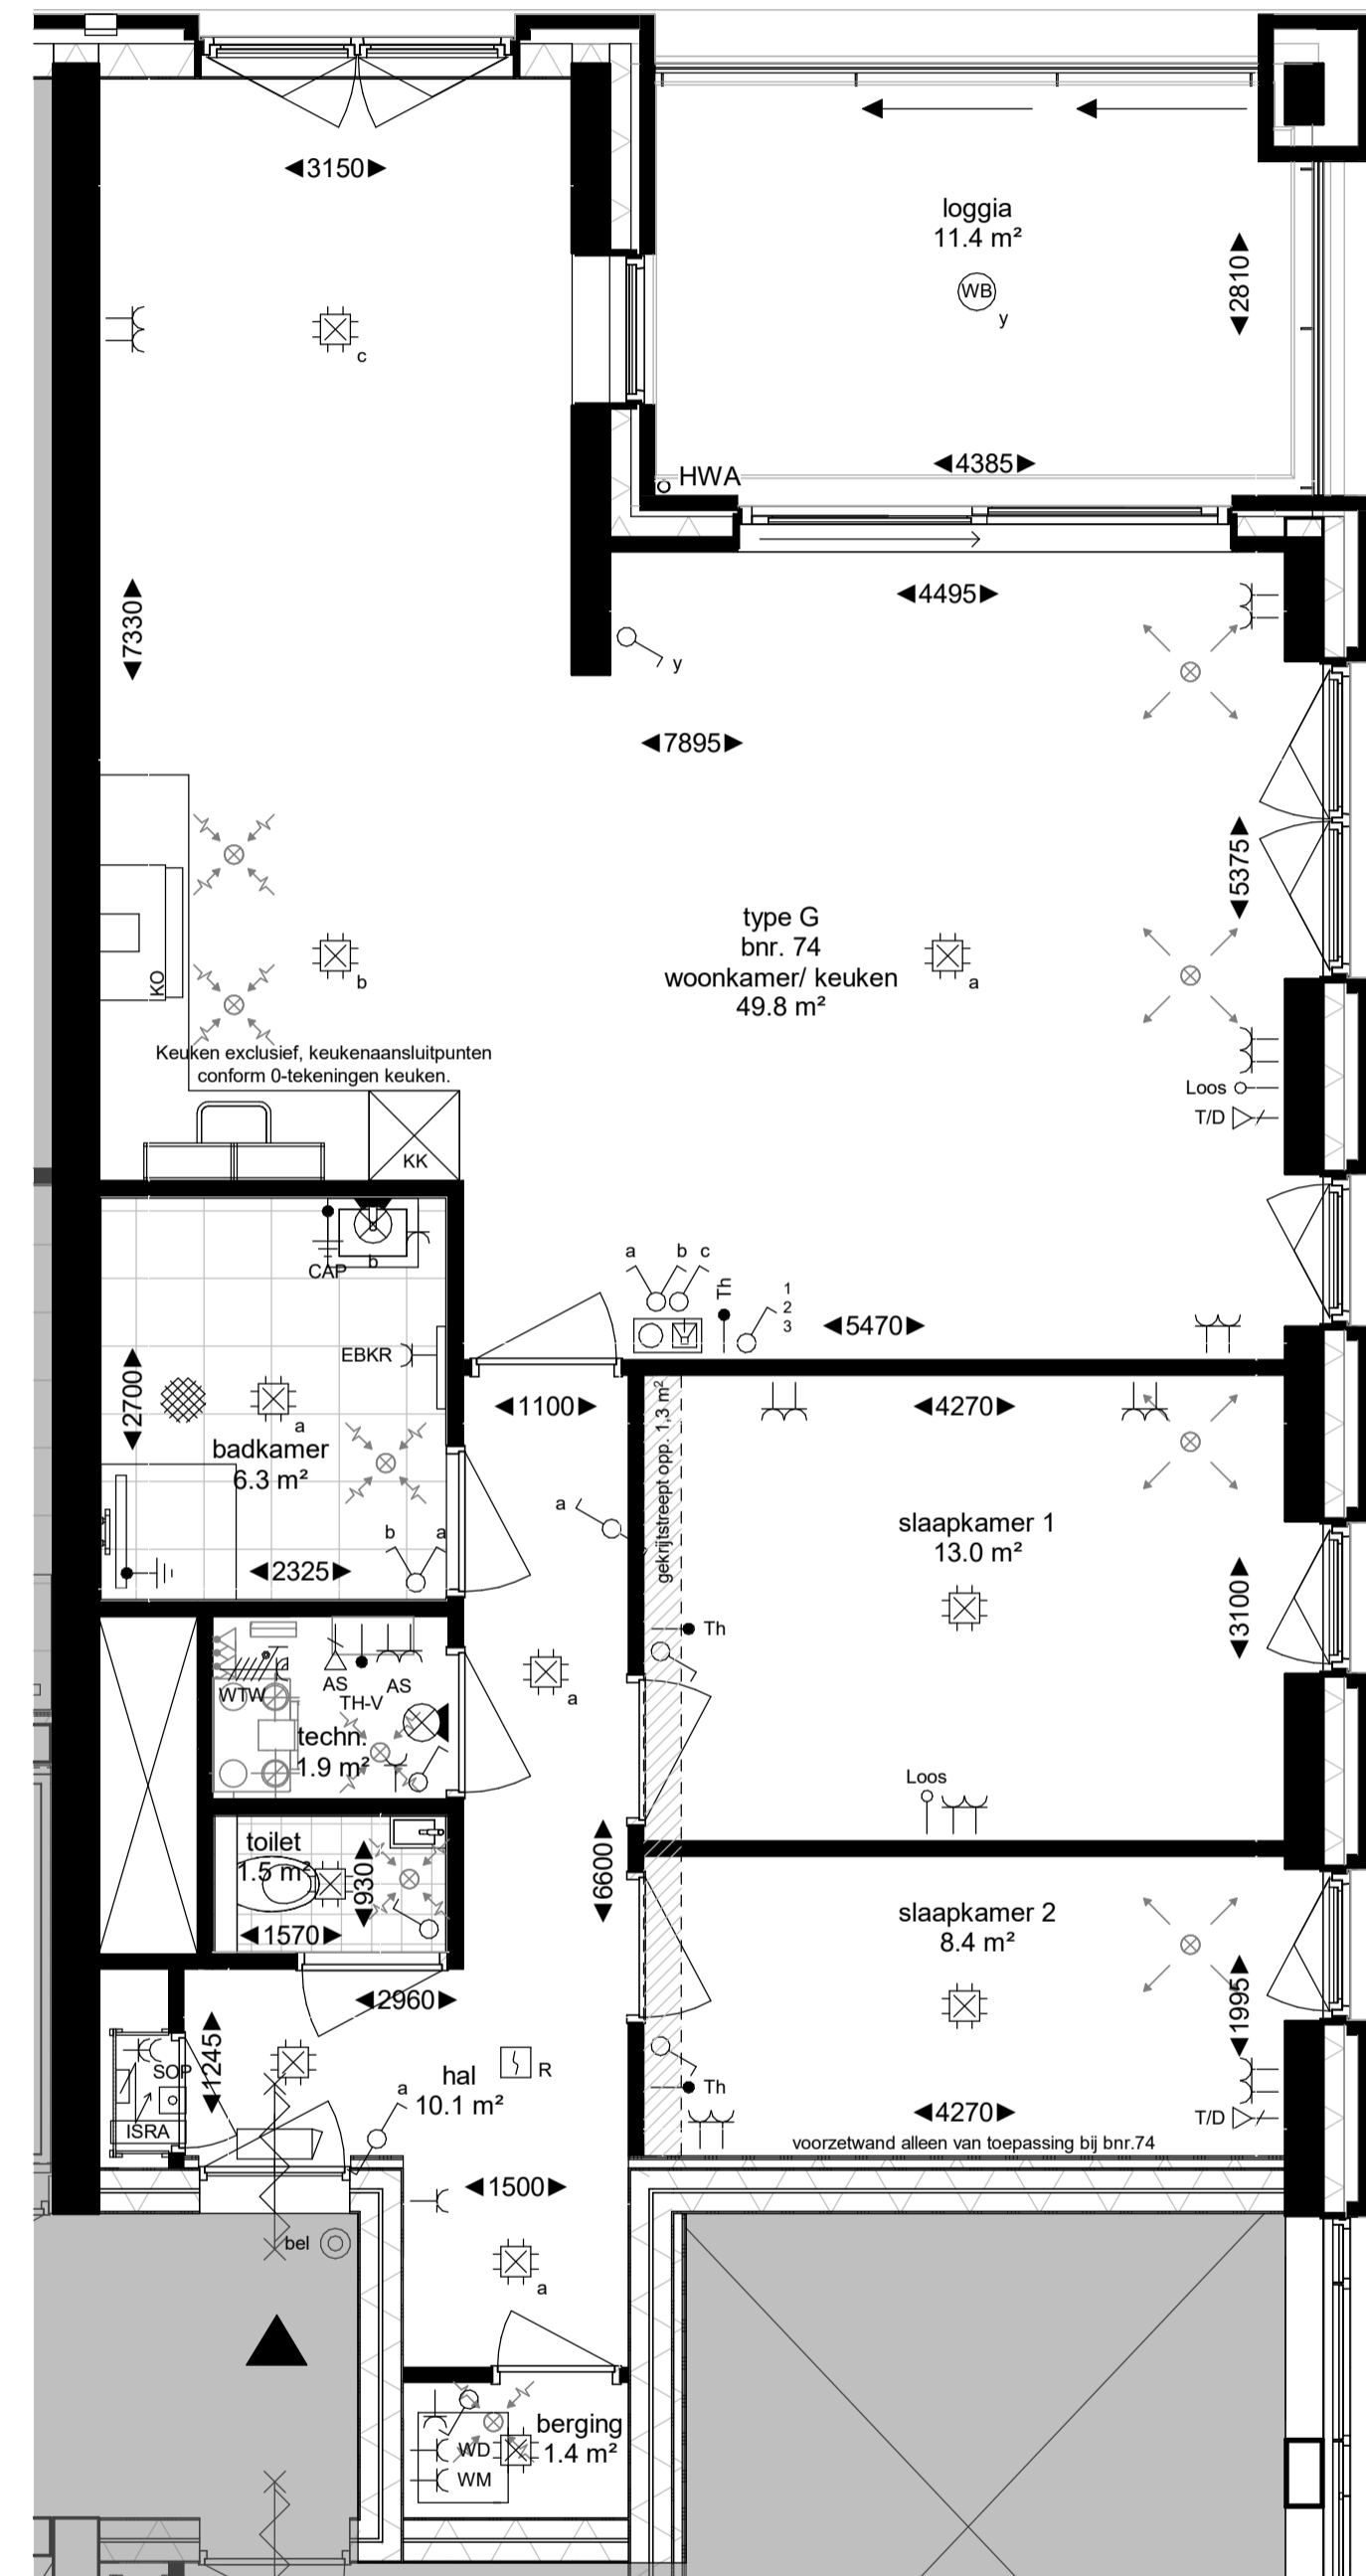 3150
loggia
11.4 m²
WB
y
2810
c
4385
HWA
4495
7330
y
7895
5375
type G
bnr. 74
woonkamer/ keuken
49.8 m²
a
b
KO
Keuken exclusief, keukenaansluitpunten
conform 0-tekeningen keuken.
Loos
T/D
KK
a b c
Th
1
2
3
5470
CAP
b
EBKR
2700
a
badkamer
6.3 m²
b a
2325
1100
a
gekrijtstreept opp. 1,3 m²
4270
slaapkamer 1
13.0 m²
3100
Th
WTW
AS
TH-V
AS
techn.
1.9 m²
a
Loos
toilet
1.5 m²
930
1570
6600
slaapkamer 2
8.4 m²
1995
2960
1245
SOP
ISRA
hal
10.1 m²
R
a
Th
4270
T/D
voorzetwand alleen van toepassing bij bnr.74
1500
bel
a
berging
1.4 m²
WD
WM